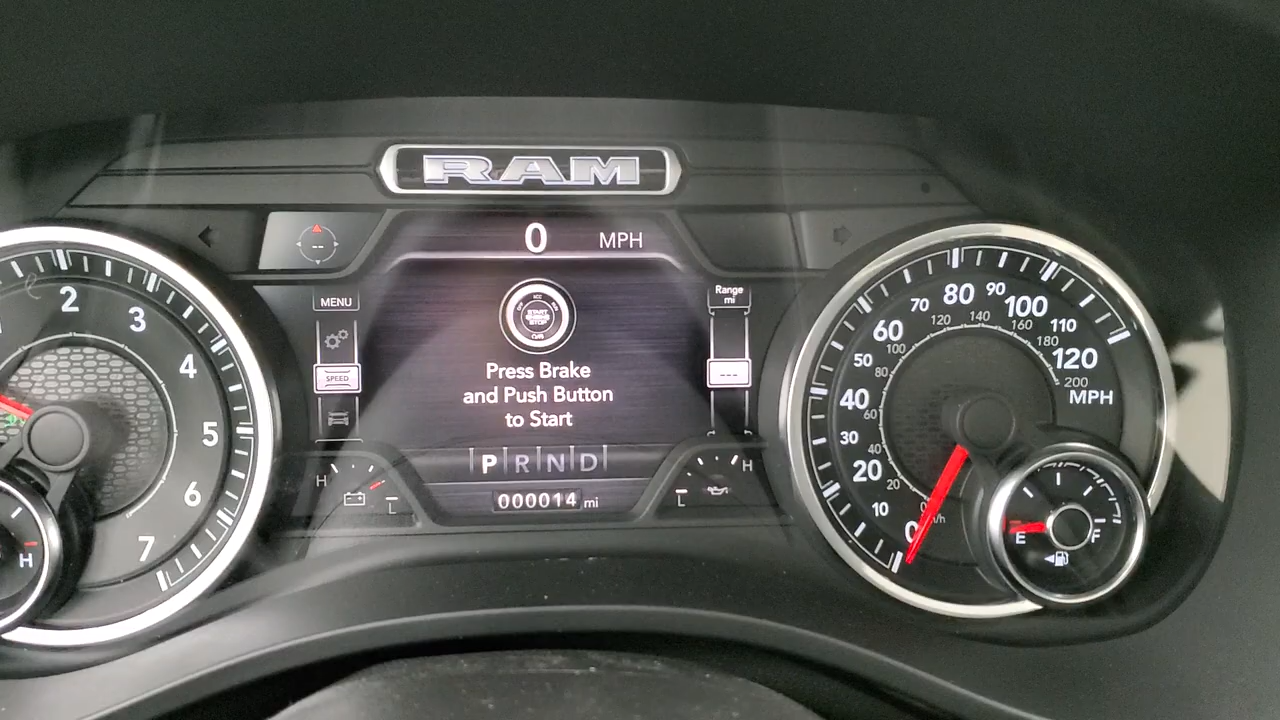 RAM
0 MPH
MENU
SPEED
Range
mi
---
--
START
STOP
Press Brake
and Push Button
to Start
P R N D
000014 mi
H
L
H
L
2
3
4
5
6
7
H
0
10
20
30
40
50
60
70
80
90
100
110
120
MPH
20
40
60
80
100
120
140
160
180
200
E
F